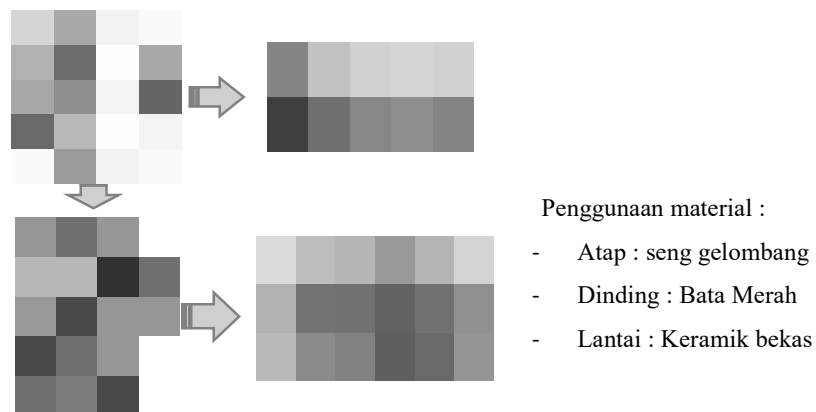 Penggunaan material :
- Atap : seng gelombang
- Dinding : Bata Merah
- Lantai : Keramik bekas